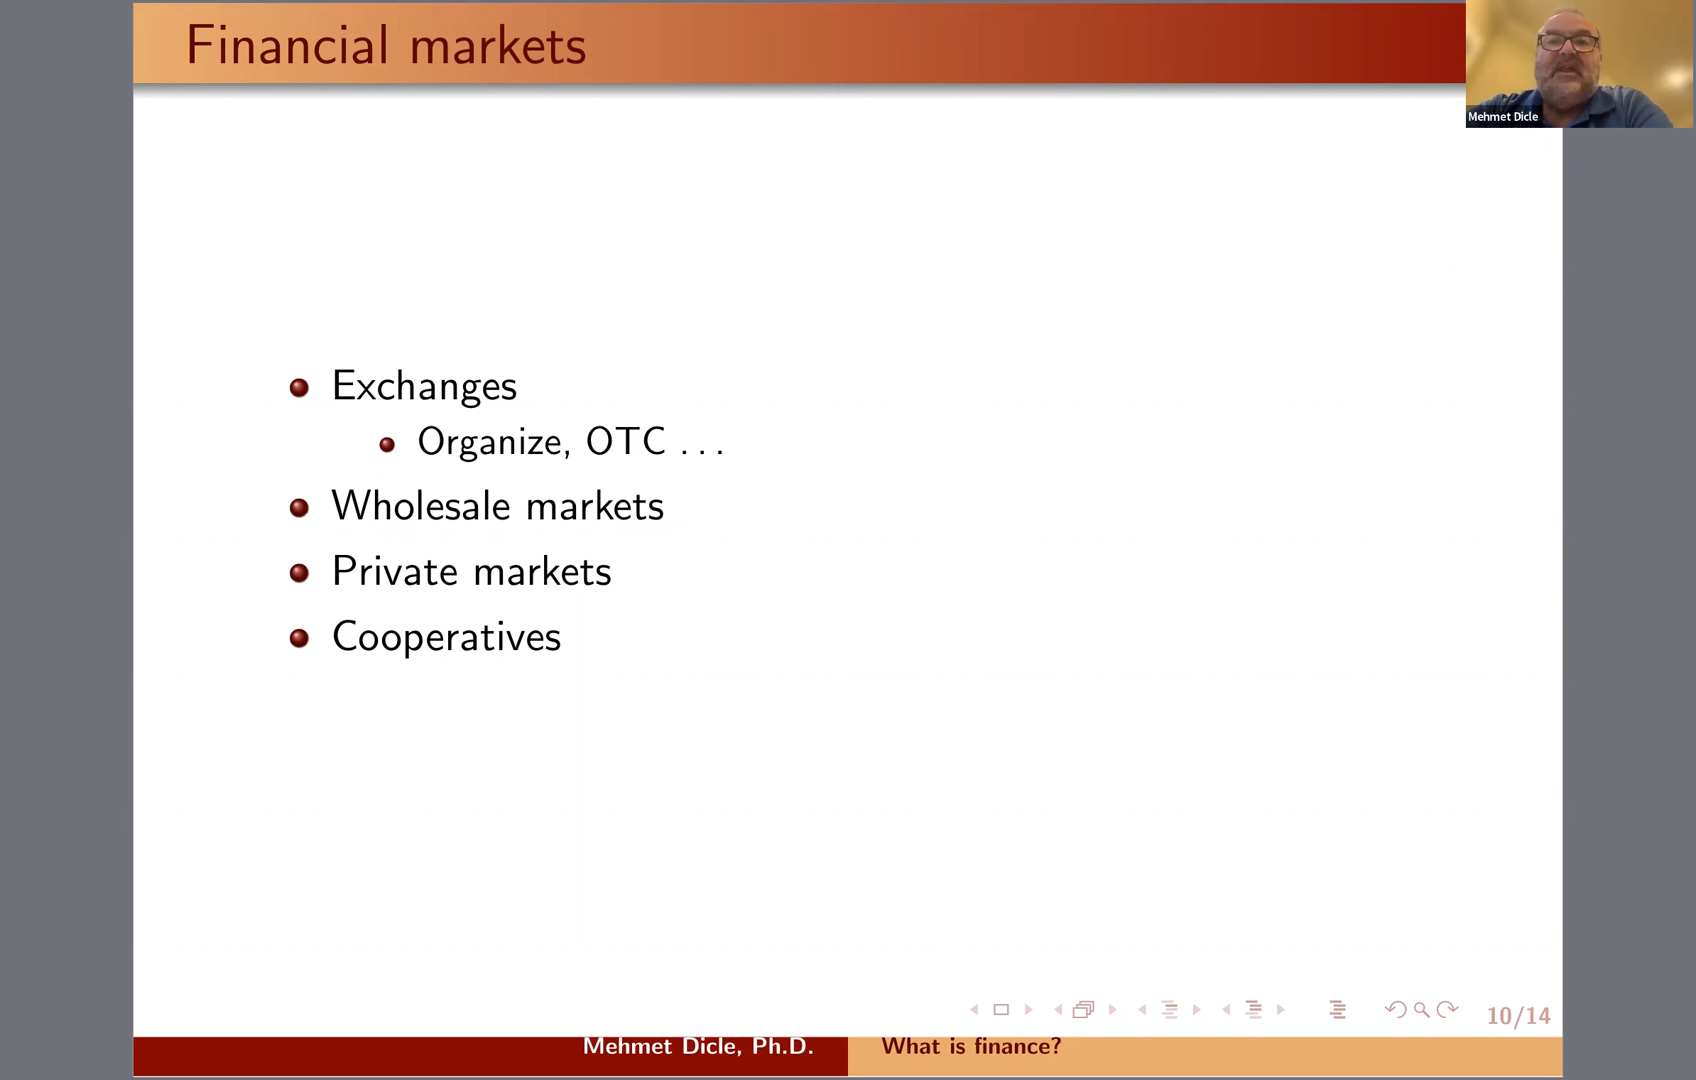 Financial markets
Mehmet Dicle
Exchanges
Organize, OTC . . .
Wholesale markets
Private markets
Cooperatives
10/14
Mehmet Dicle, Ph.D.
What is finance?